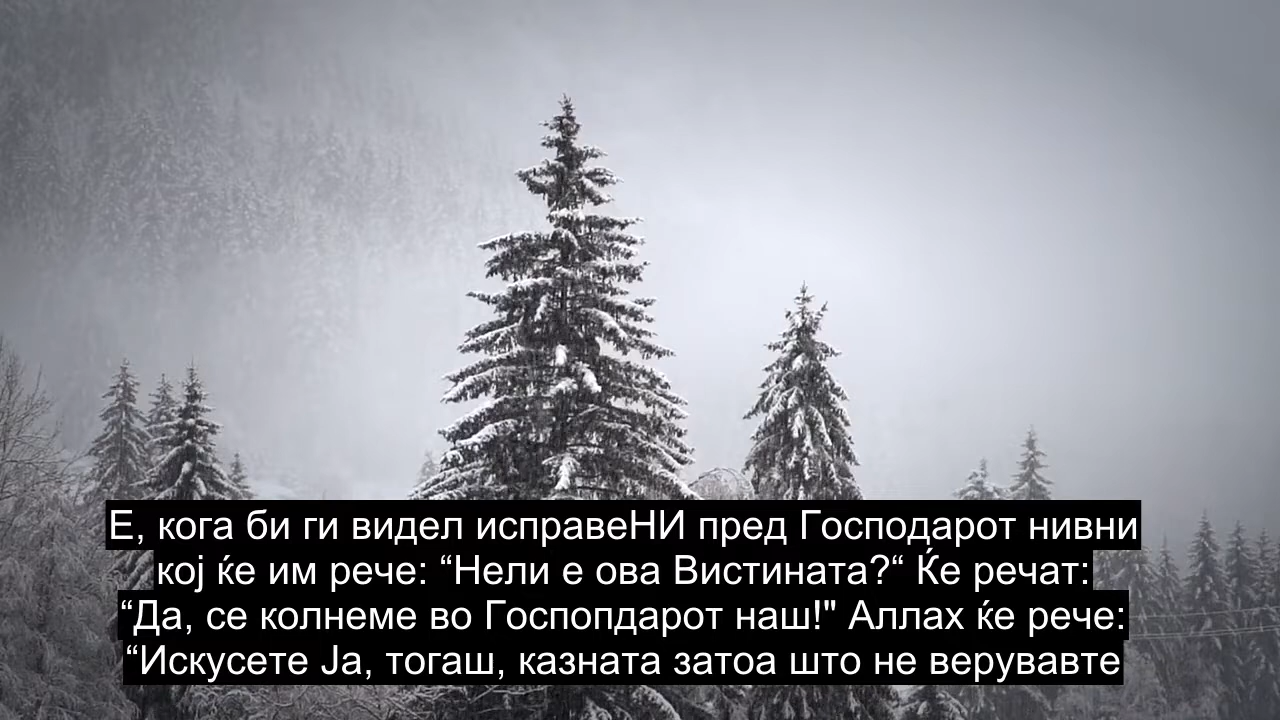 Е, кога би ги видел исправеНИ пред Господарот нивни
кој ќе им рече: “Нели е ова Вистината?“ Ќе речат:
“Да, се колнеме во Госпопдарот наш!" Аллах ќе рече:
“Искусете Ја, тогаш, казната затоа што не верувавте